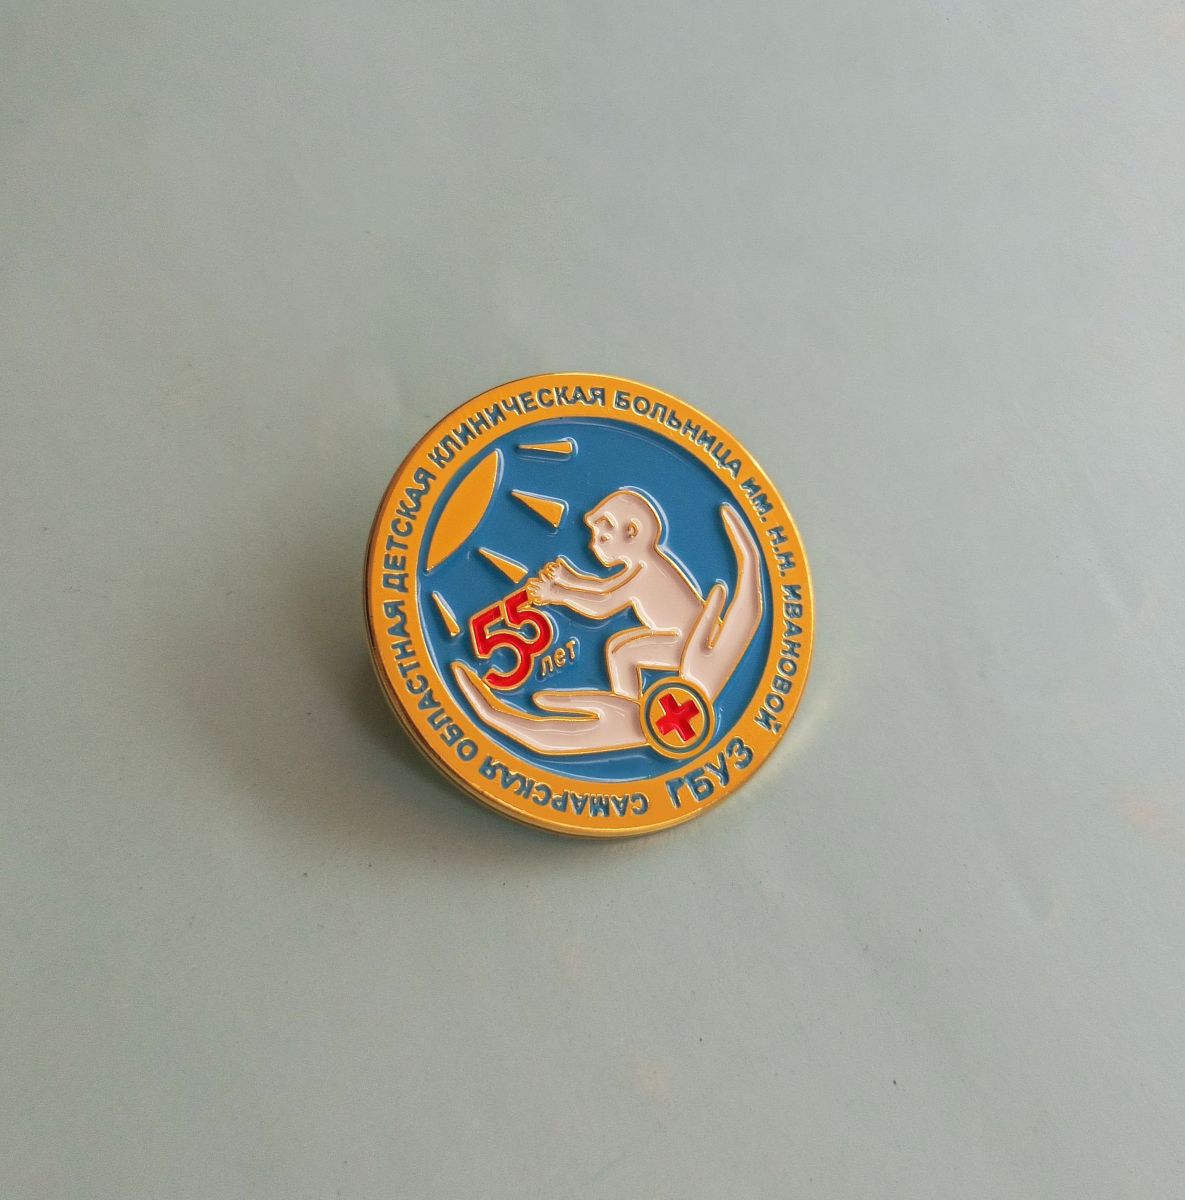 ГБУЗ
САМАРСКАЯ ОБЛАСТНАЯ ДЕТСКАЯ КЛИНИЧЕСКАЯ БОЛЬНИЦА ИМ. Н.Н. ИВАНОВОЙ
55
лет